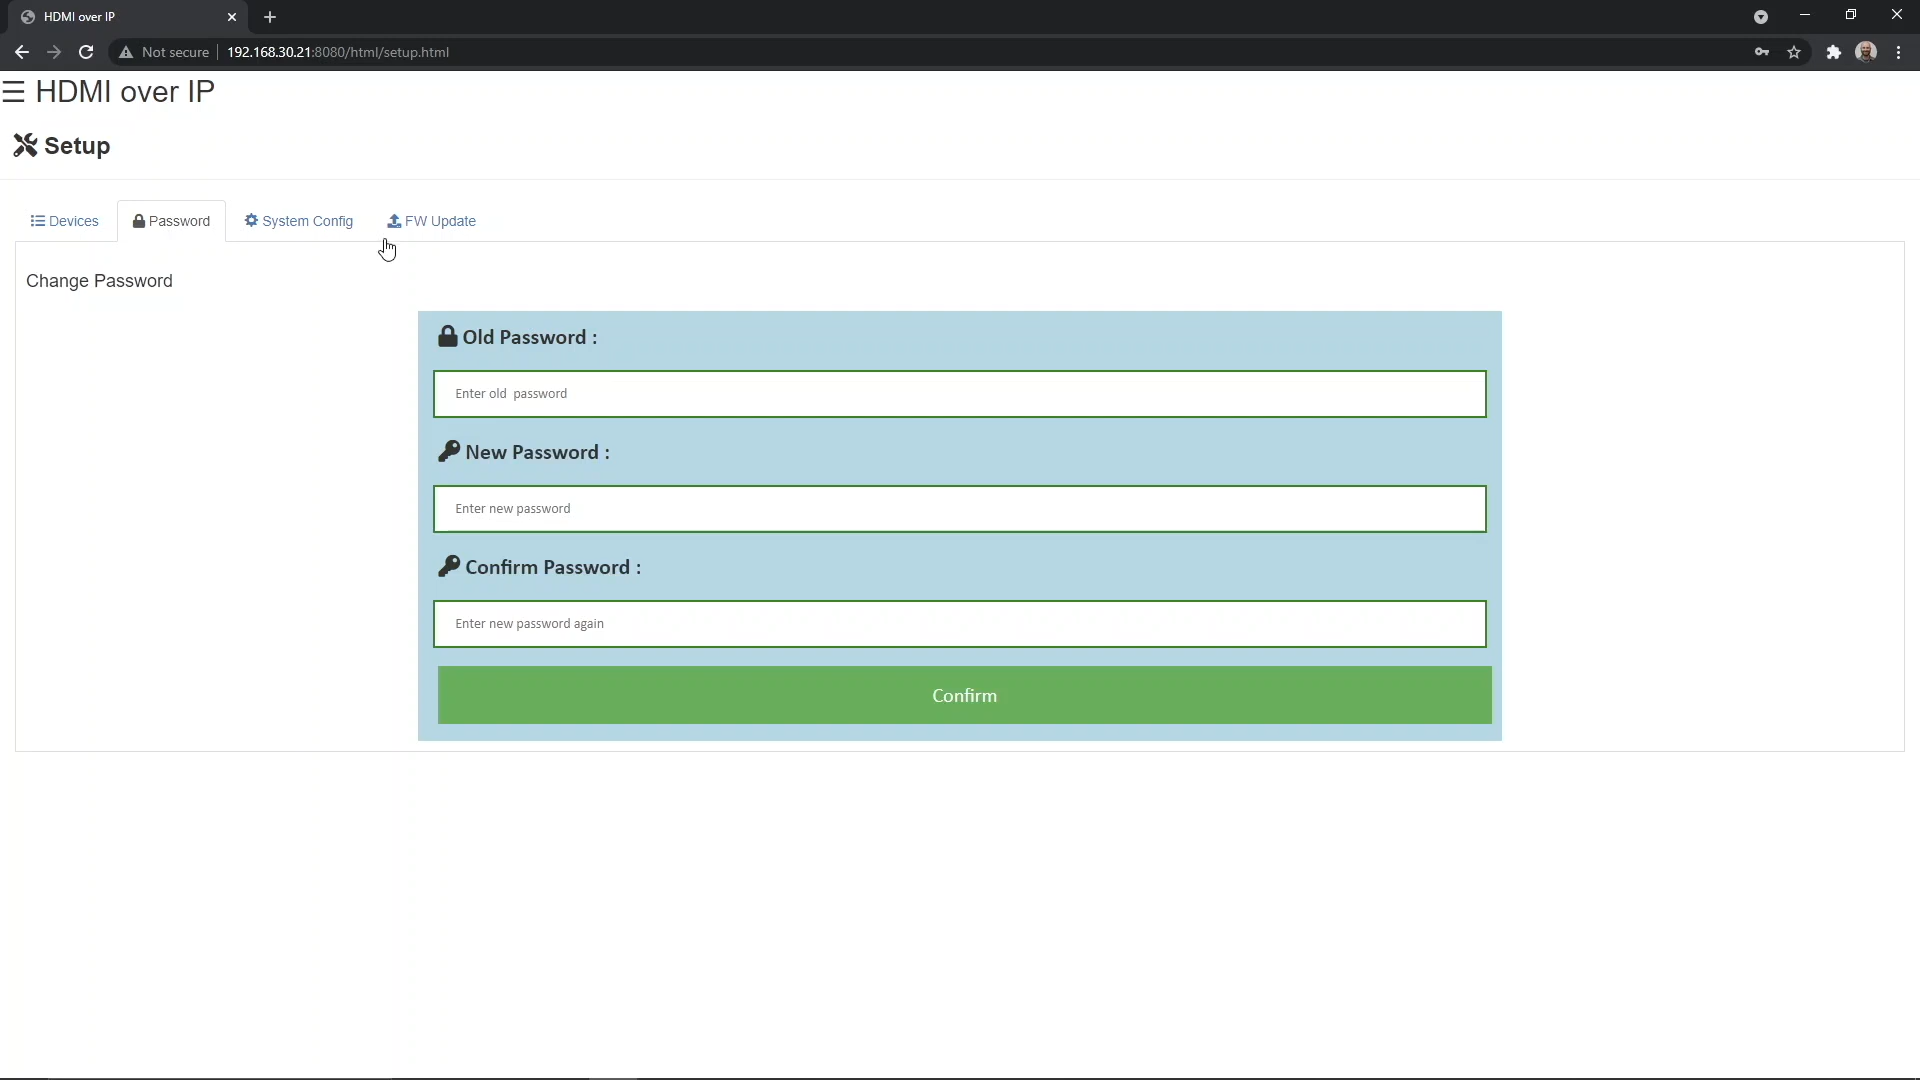 HDMI over IP
Not secure
192.168.30.21:8080/html/setup.html
HDMI over IP
Setup
Devices
Password
System Config
FW Update
Change Password
Old Password :
Enter old  password
New Password :
Enter new password
Confirm Password :
Enter new password again
Confirm